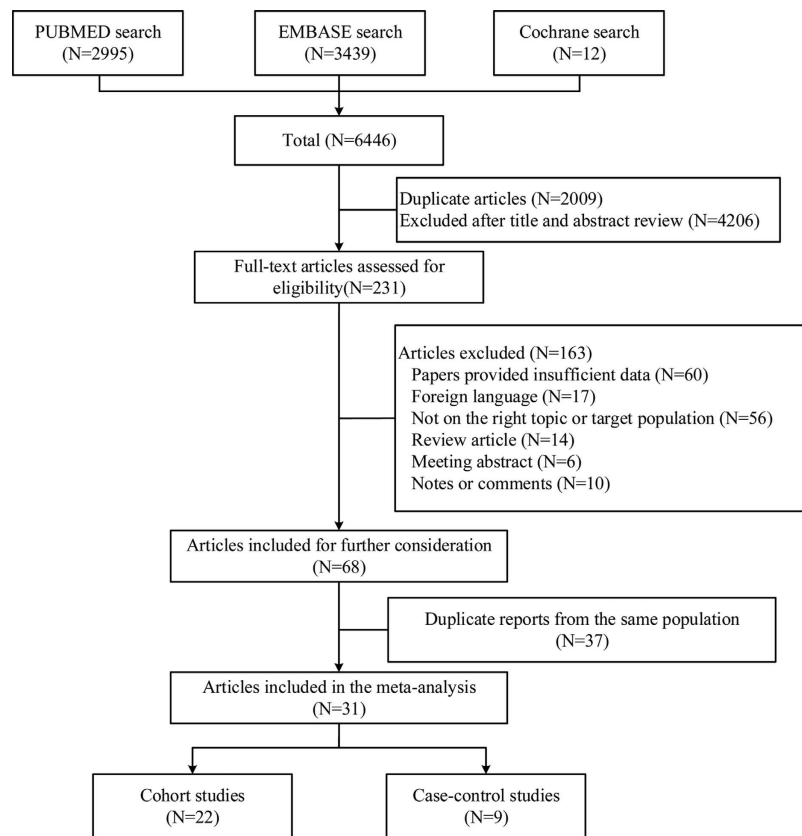 PUBMED search
(N=2995)
EMBASE search
(N=3439)
Cochrane search
(N=12)
Total (N=6446)
Duplicate articles (N=2009)
Excluded after title and abstract review (N=4206)
Full-text articles assessed for
eligibility(N=231)
Articles excluded (N=163)
Papers provided insufficient data (N=60)
Foreign language (N=17)
Not on the right topic or target population (N=56)
Review article (N=14)
Meeting abstract (N=6)
Notes or comments (N=10)
Articles included for further consideration
(N=68)
Duplicate reports from the same population
(N=37)
Articles included in the meta-analysis
(N=31)
Cohort studies
(N=22)
Case-control studies
(N=9)